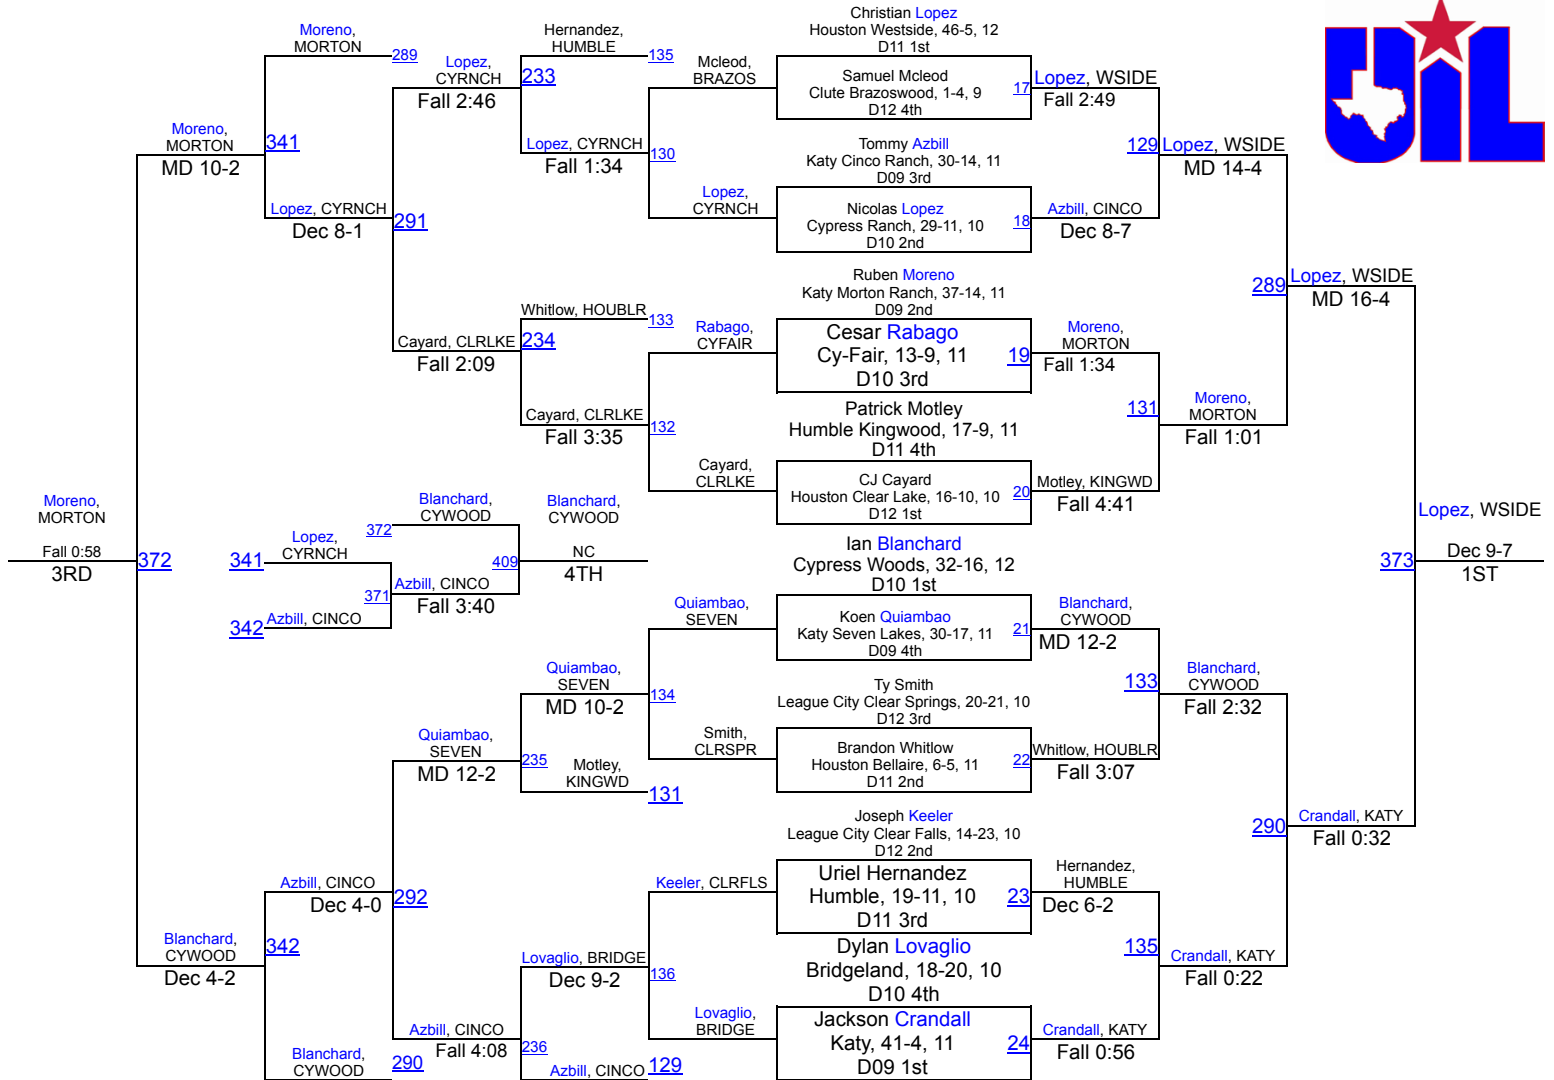 UIL
Moreno,
MORTON
289
Lopez,
CYRNCH
Fall 2:46
Hernandez,
HUMBLE
135
233
Mcleod,
BRAZOS
Christian Lopez
Houston Westside, 46-5, 12
D11 1st
Samuel Mcleod
Clute Brazoswood, 1-4, 9
D12 4th
17
Lopez, WSIDE
Fall 2:49
Moreno,
MORTON
MD 10-2
341
Lopez, CYRNCH
Fall 1:34
130
Tommy Azbill
Katy Cinco Ranch, 30-14, 11
D09 3rd
129
Lopez, WSIDE
MD 14-4
Lopez, CYRNCH
Dec 8-1
291
Lopez,
CYRNCH
Nicolas Lopez
Cypress Ranch, 29-11, 10
D10 2nd
18
Azbill, CINCO
Dec 8-7
Ruben Moreno
Katy Morton Ranch, 37-14, 11
D09 2nd
289
Lopez, WSIDE
MD 16-4
Whitlow, HOUBLR
133
Cayard, CLRLKE
Fall 2:09
234
Rabago,
CYFAIR
Cesar Rabago
Cy-Fair, 13-9, 11
D10 3rd
19
Moreno,
MORTON
Fall 1:34
Cayard, CLRLKE
Fall 3:35
132
Patrick Motley
Humble Kingwood, 17-9, 11
D11 4th
131
Moreno,
MORTON
Fall 1:01
Cayard,
CLRLKE
CJ Cayard
Houston Clear Lake, 16-10, 10
D12 1st
20
Motley, KINGWD
Fall 4:41
Moreno,
MORTON
Fall 0:58
3RD
372
Blanchard,
CYWOOD
372
Blanchard,
CYWOOD
NC
4TH
409
Lopez,
CYRNCH
341
371
Azbill, CINCO
Fall 3:40
342
Azbill, CINCO
Ian Blanchard
Cypress Woods, 32-16, 12
D10 1st
373
Lopez, WSIDE
Dec 9-7
1ST
Quiambao,
SEVEN
Koen Quiambao
Katy Seven Lakes, 30-17, 11
D09 4th
21
Blanchard,
CYWOOD
MD 12-2
Quiambao,
SEVEN
MD 10-2
134
Ty Smith
League City Clear Springs, 20-21, 10
D12 3rd
133
Blanchard,
CYWOOD
Fall 2:32
Quiambao,
SEVEN
MD 12-2
235
Motley,
KINGWD
131
Smith,
CLRSPR
Brandon Whitlow
Houston Bellaire, 6-5, 11
D11 2nd
22
Whitlow, HOUBLR
Fall 3:07
Joseph Keeler
League City Clear Falls, 14-23, 10
D12 2nd
290
Crandall, KATY
Fall 0:32
Azbill, CINCO
Dec 4-0
292
Keeler, CLRFLS
Uriel Hernandez
Humble, 19-11, 10
D11 3rd
23
Hernandez,
HUMBLE
Dec 6-2
Blanchard,
CYWOOD
Dec 4-2
342
Lovaglio, BRIDGE
Dec 9-2
136
Dylan Lovaglio
Bridgeland, 18-20, 10
D10 4th
135
Crandall, KATY
Fall 0:22
Azbill, CINCO
Fall 4:08
236
Lovaglio,
BRIDGE
Jackson Crandall
Katy, 41-4, 11
D09 1st
24
Crandall, KATY
Fall 0:56
Blanchard,
CYWOOD
290
Azbill, CINCO
129